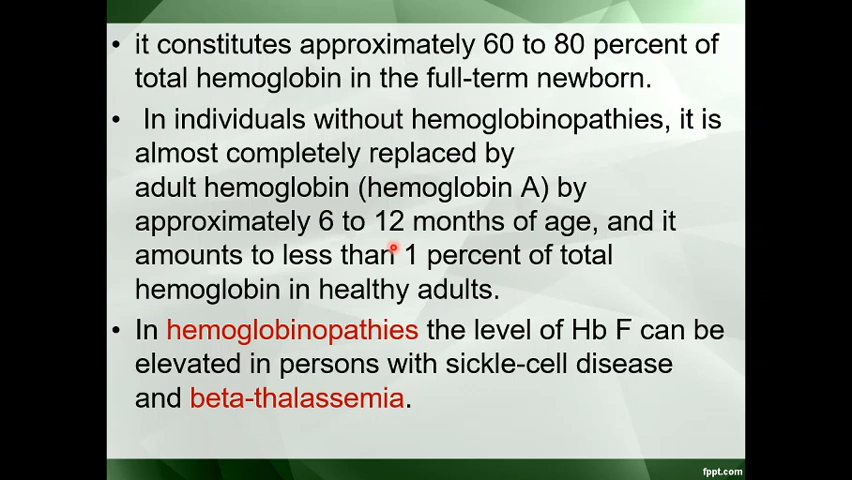 • it constitutes approximately 60 to 80 percent of
total hemoglobin in the full-term newborn.
• In individuals without hemoglobinopathies, it is
almost completely replaced by
adult hemoglobin (hemoglobin A) by
approximately 6 to 12 months of age, and it
amounts to less than 1 percent of total
hemoglobin in healthy adults.
• In hemoglobinopathies the level of Hb F can be
elevated in persons with sickle-cell disease
and beta-thalassemia.
fppt.com